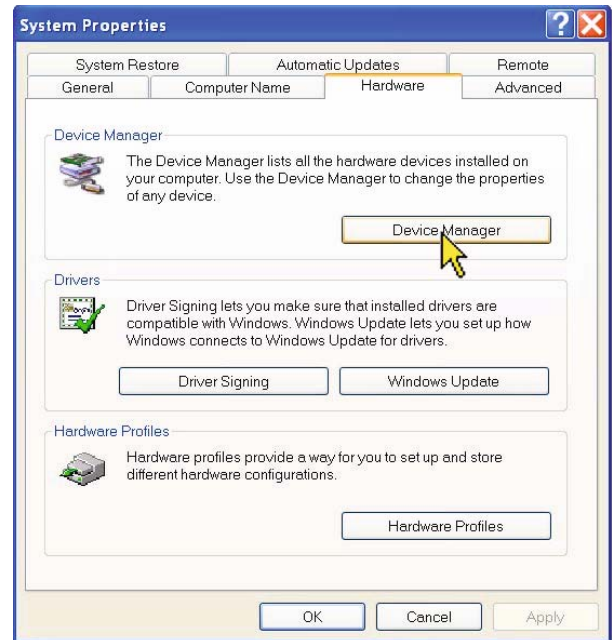 System Properties
System Restore Automatic Updates Remote
General Computer Name Hardware Advanced
Device Manager
The Device Manager lists all the hardware devices installed on
your computer. Use the Device Manager to change the properties
of any device.
Device Manager
Drivers
Driver Signing lets you make sure that installed drivers are
compatible with Windows. Windows Update lets you set up how
Windows connects to Windows Update for drivers.
Driver Signing Windows Update
Hardware Profiles
Hardware profiles provide a way for you to set up and store
different hardware configurations.
Hardware Profiles
OK Cancel Apply